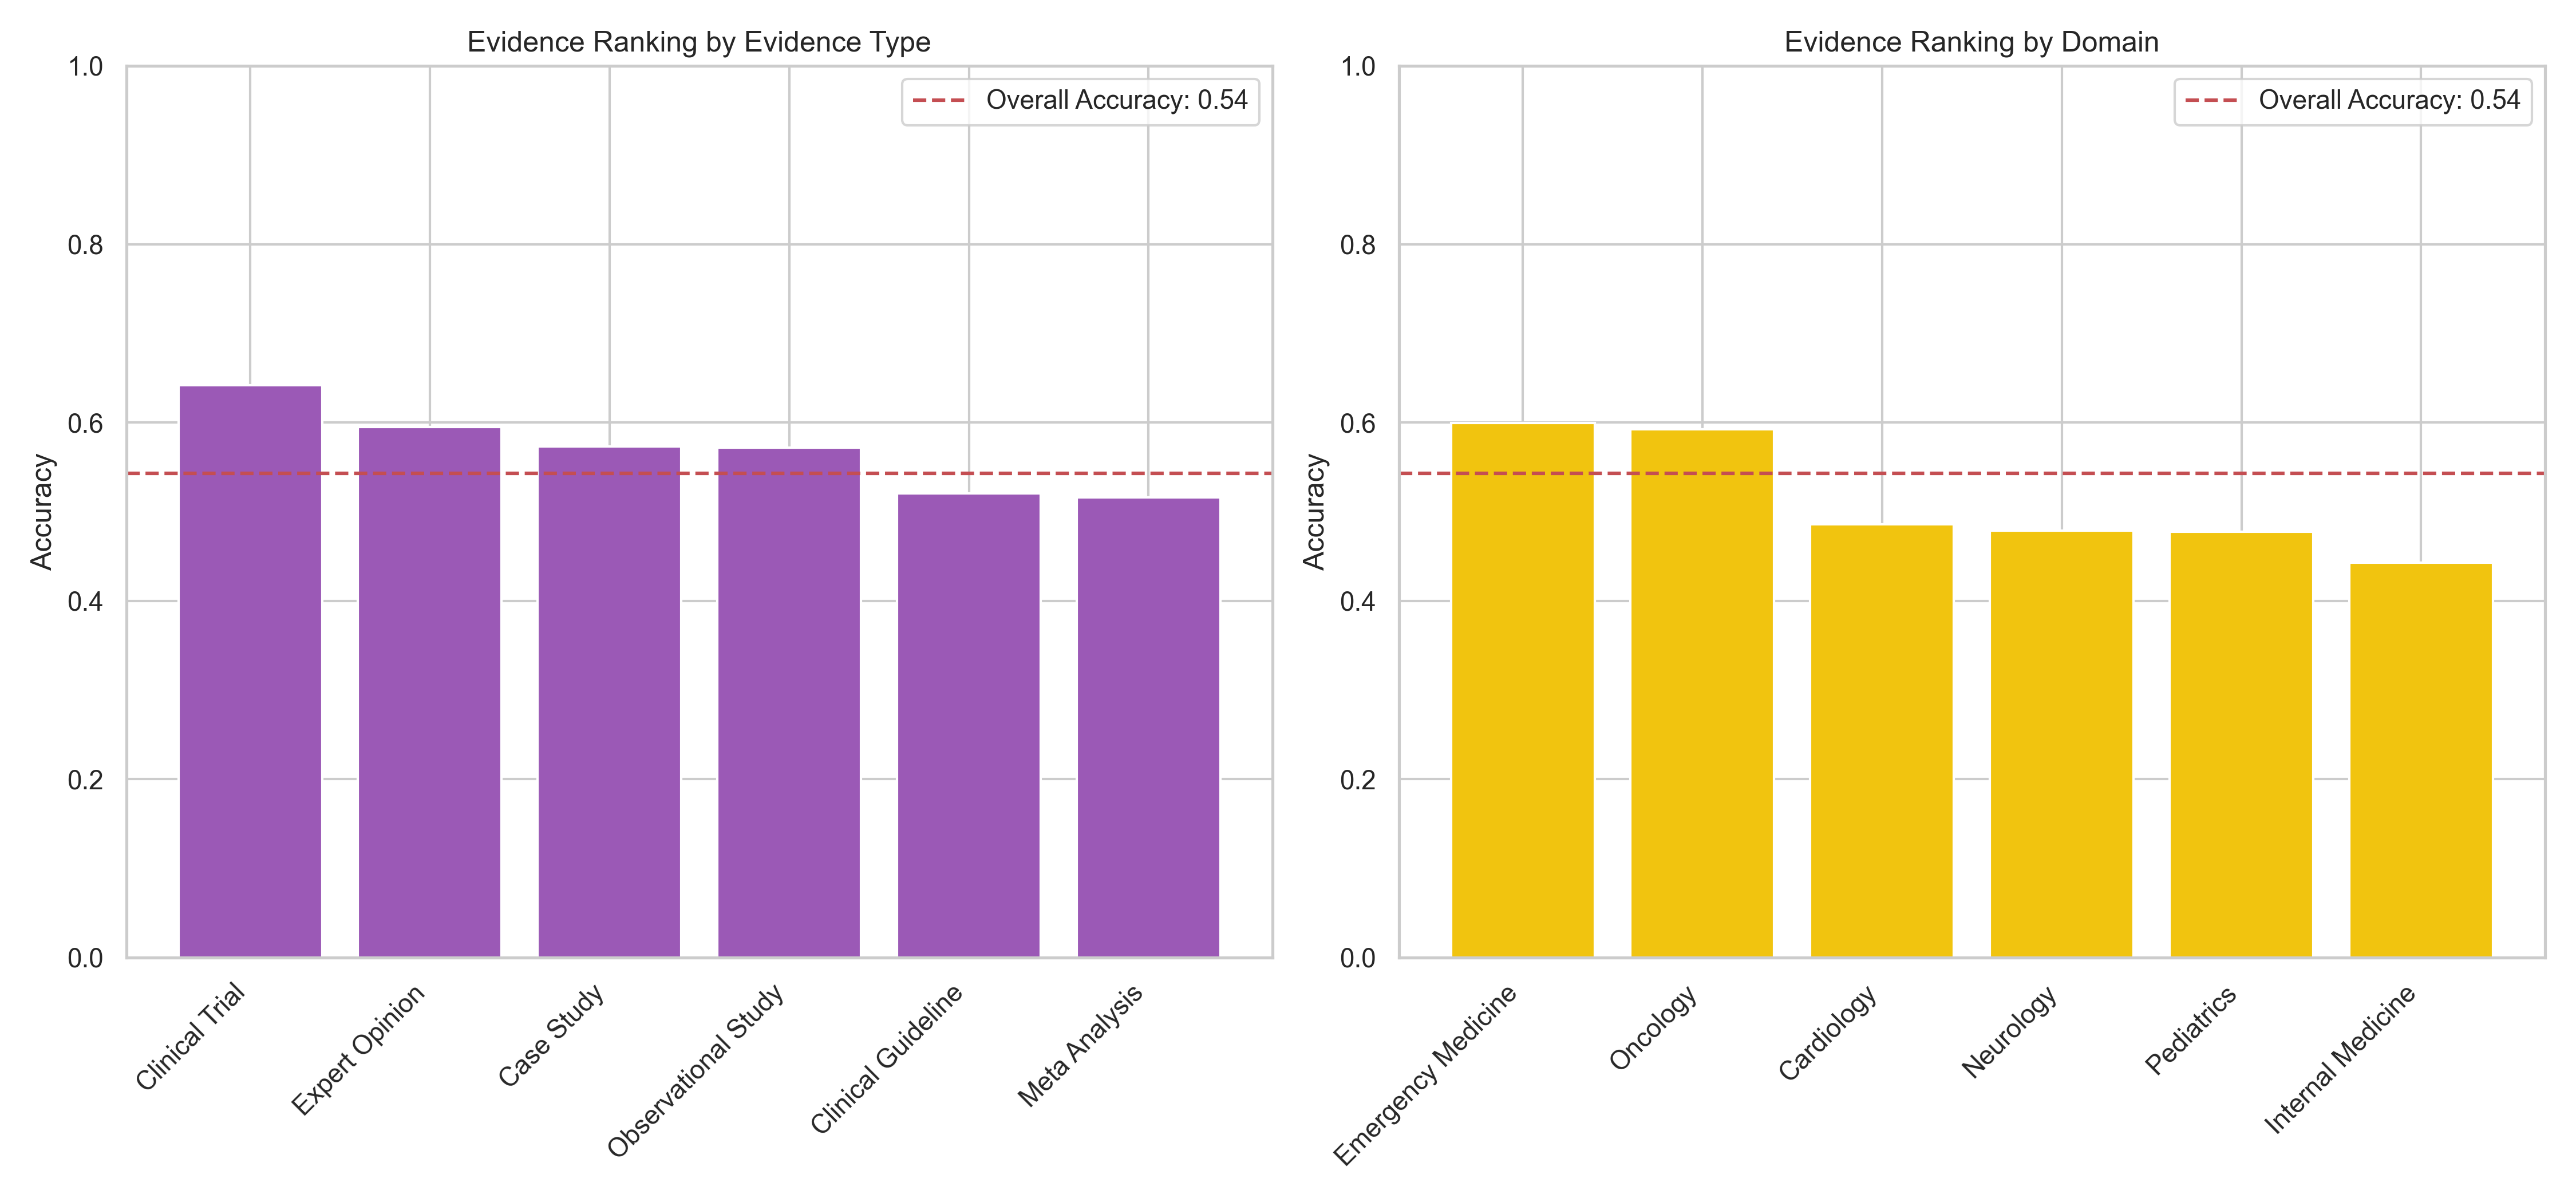 Evidence Ranking by Evidence Type
Overall Accuracy: 0.54
Accuracy
1.0
0.8
0.6
0.4
0.2
0.0
Clinical Trial
Expert Opinion
Case Study
Observational Study
Clinical Guideline
Meta Analysis
Evidence Ranking by Domain
Overall Accuracy: 0.54
Accuracy
1.0
0.8
0.6
0.4
0.2
0.0
Emergency Medicine
Oncology
Cardiology
Neurology
Pediatrics
Internal Medicine